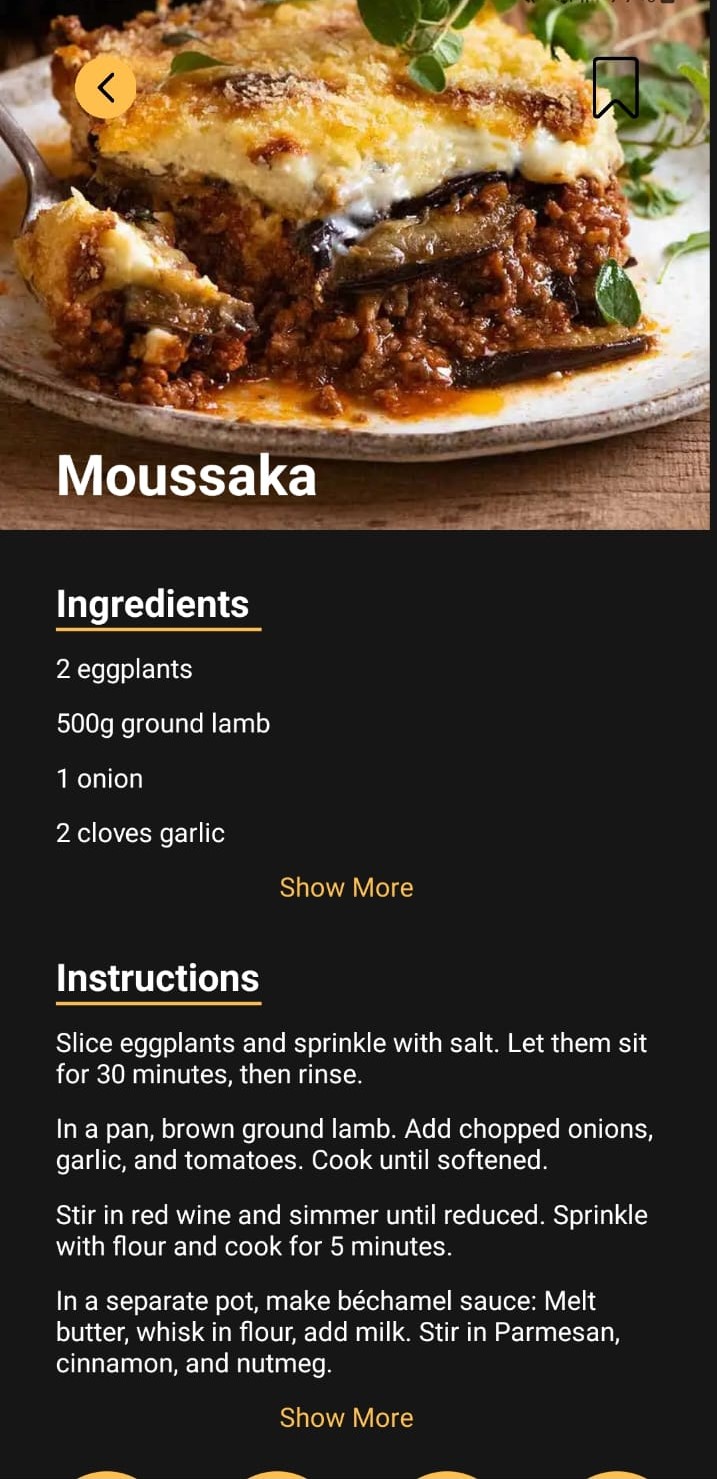 Moussaka
Ingredients
2 eggplants
500g ground lamb
1 onion
2 cloves garlic
Show More
Instructions
Slice eggplants and sprinkle with salt. Let them sit
for 30 minutes, then rinse.
In a pan, brown ground lamb. Add chopped onions,
garlic, and tomatoes. Cook until softened.
Stir in red wine and simmer until reduced. Sprinkle
with flour and cook for 5 minutes.
In a separate pot, make béchamel sauce: Melt
butter, whisk in flour, add milk. Stir in Parmesan,
cinnamon, and nutmeg.
Show More